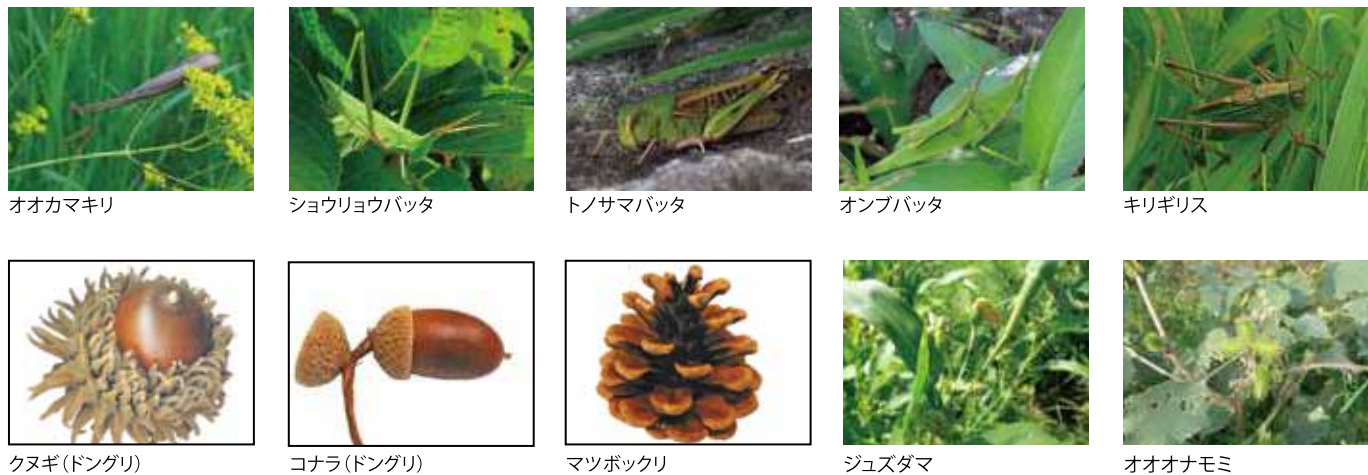 オオカマキリ
ショウリョウバッタ
トノサマバッタ
オンブバッタ
キリギリス
クヌギ(ドングリ)
コナラ(ドングリ)
マツボックリ
ジュズダマ
オオオナモミ